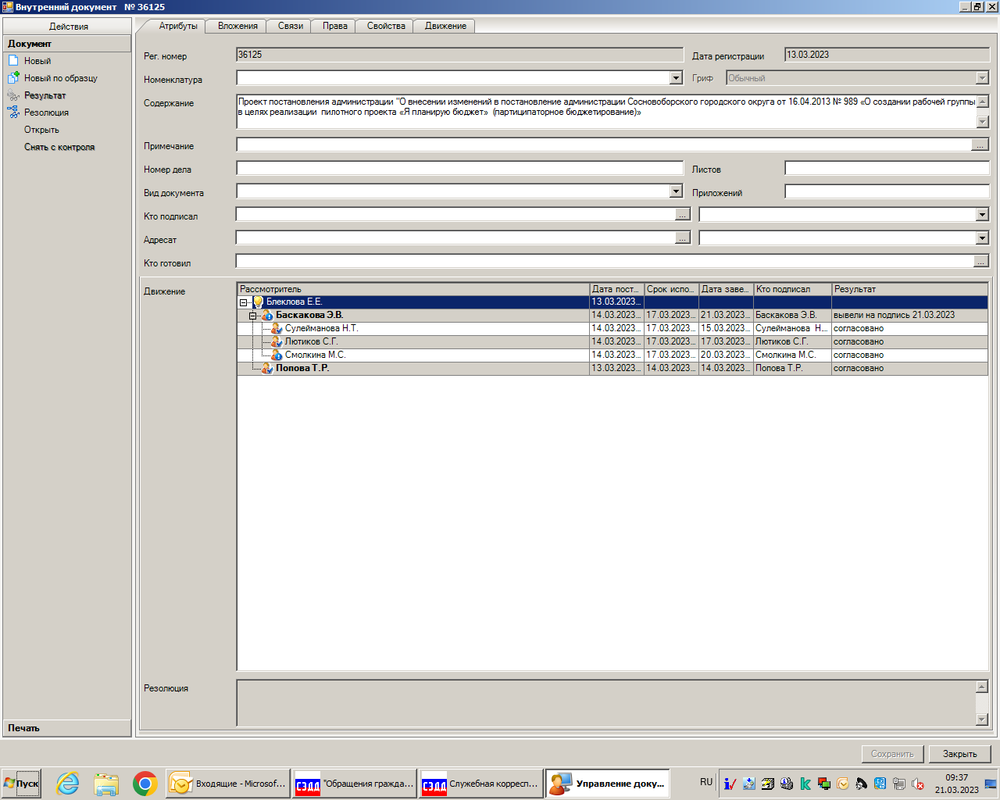 Внутренний документ № 36125
Действия
Документ
Новый
Новый по образцу
Результат
Резолюция
Открыть
Снять с контроля
Печать
Атрибуты Вложения Связи Права Свойства Движение
Рег. номер 36125 Дата регистрации 13.03.2023
Номенклатура Гриф Обычный
Содержание Проект постановления администрации "О внесении изменений в постановление администрации Сосновоборского городского округа от 16.04.2013 № 989 «О создании рабочей группы
в целях реализации пилотного проекта «Я планирую бюджет» (партиципаторное бюджетирование)»
Примечание ...
Номер дела Листов
Вид документа Приложений
Кто подписал ...
Адресат ...
Кто готовил ...
Движение
Рассмотритель Дата пост... Срок испо... Дата заве... Кто подписал Результат
Блеклова Е.Е. 13.03.2023...
Баскакова Э.В. 14.03.2023... 17.03.2023... 21.03.2023... Баскакова Э.В. вывели на подпись 21.03.2023
Сулейманова Н.Т. 14.03.2023... 17.03.2023... 15.03.2023... Сулейманова Н... согласовано
Лютиков С.Г. 14.03.2023... 17.03.2023... 17.03.2023... Лютиков С.Г. согласовано
Смолкина М.С. 14.03.2023... 17.03.2023... 20.03.2023... Смолкина М.С. согласовано
Попова Т.Р. 13.03.2023... 14.03.2023... 14.03.2023... Попова Т.Р. согласовано
Резолюция
Сохранить Закрыть
Пуск Входящие - Microsof... СЭДД "Обращения гражда... СЭДД Служебная корресп... Управление доку... RU 09:37
21.03.2023